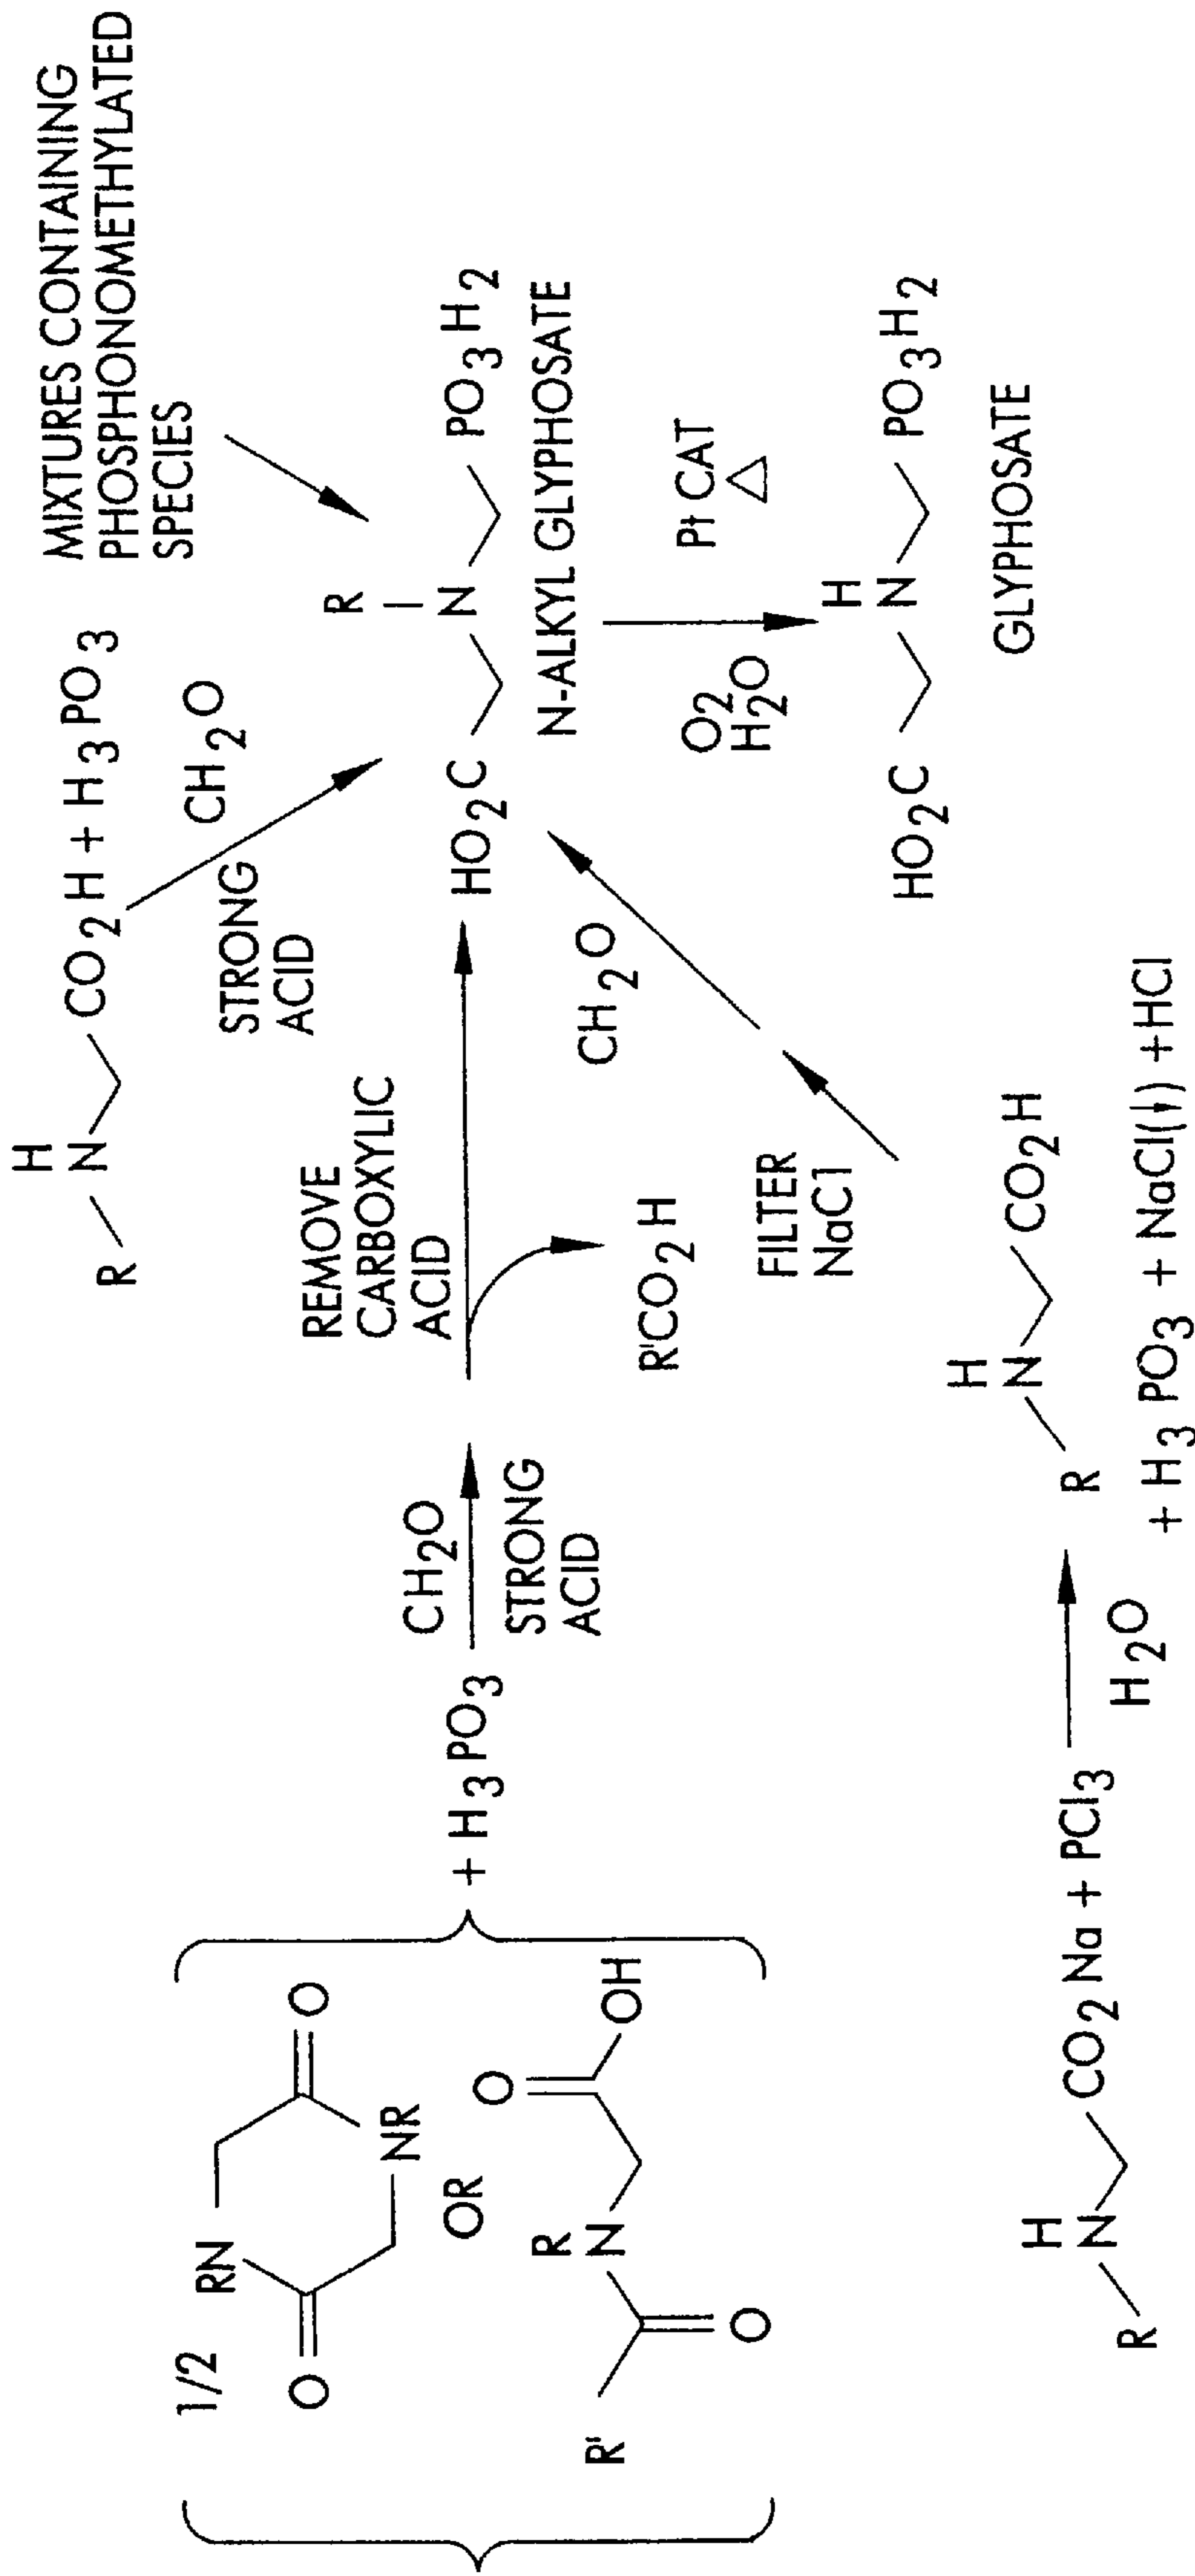 MIXTURES CONTAINING
PHOSPHONOMETHYLATED
SPECIES
H
R N CO2H + H3PO3
STRONG
ACID
CH2O
1/2
RN
O
O
NR
OR
R'
O
R
N
O
OH
+ H3PO3
CH2O
STRONG
ACID
REMOVE
CARBOXYLIC
ACID
R'CO2H
R
HO2C N PO3H2
N-ALKYL GLYPHOSATE
O2
H2O
Pt CAT
△
H
HO2C N PO3H2
GLYPHOSATE
CH2O
FILTER
NaCl
H
R N CO2Na + PCl3
H2O
H
R N CO2H
+ H3PO3 + NaCl(↓) + HCl